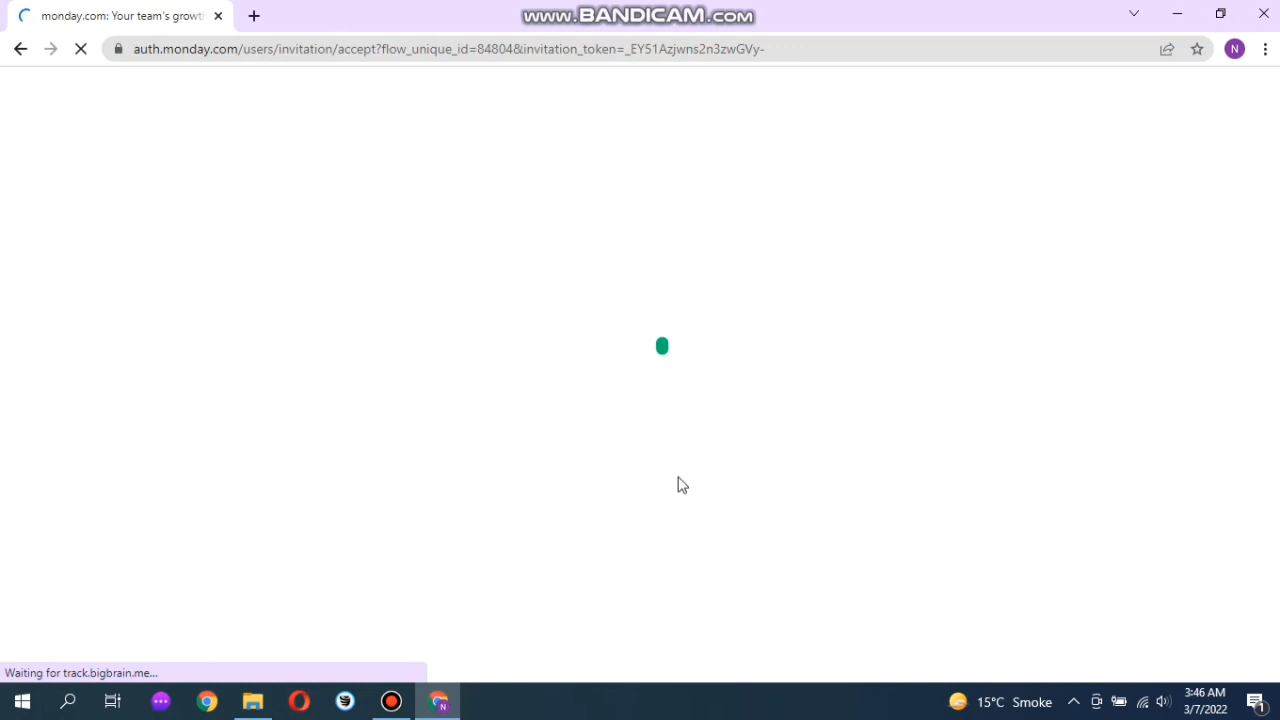 monday.com: Your team's growt
www.BANDICAM.com
auth.monday.com/users/invitation/accept?flow_unique_id=84804&invitation_token=_EY51Azjwns2n3zwGVy-
N
Waiting for track.bigbrain.me...
N
15°C Smoke
3:46 AM
3/7/2022
1